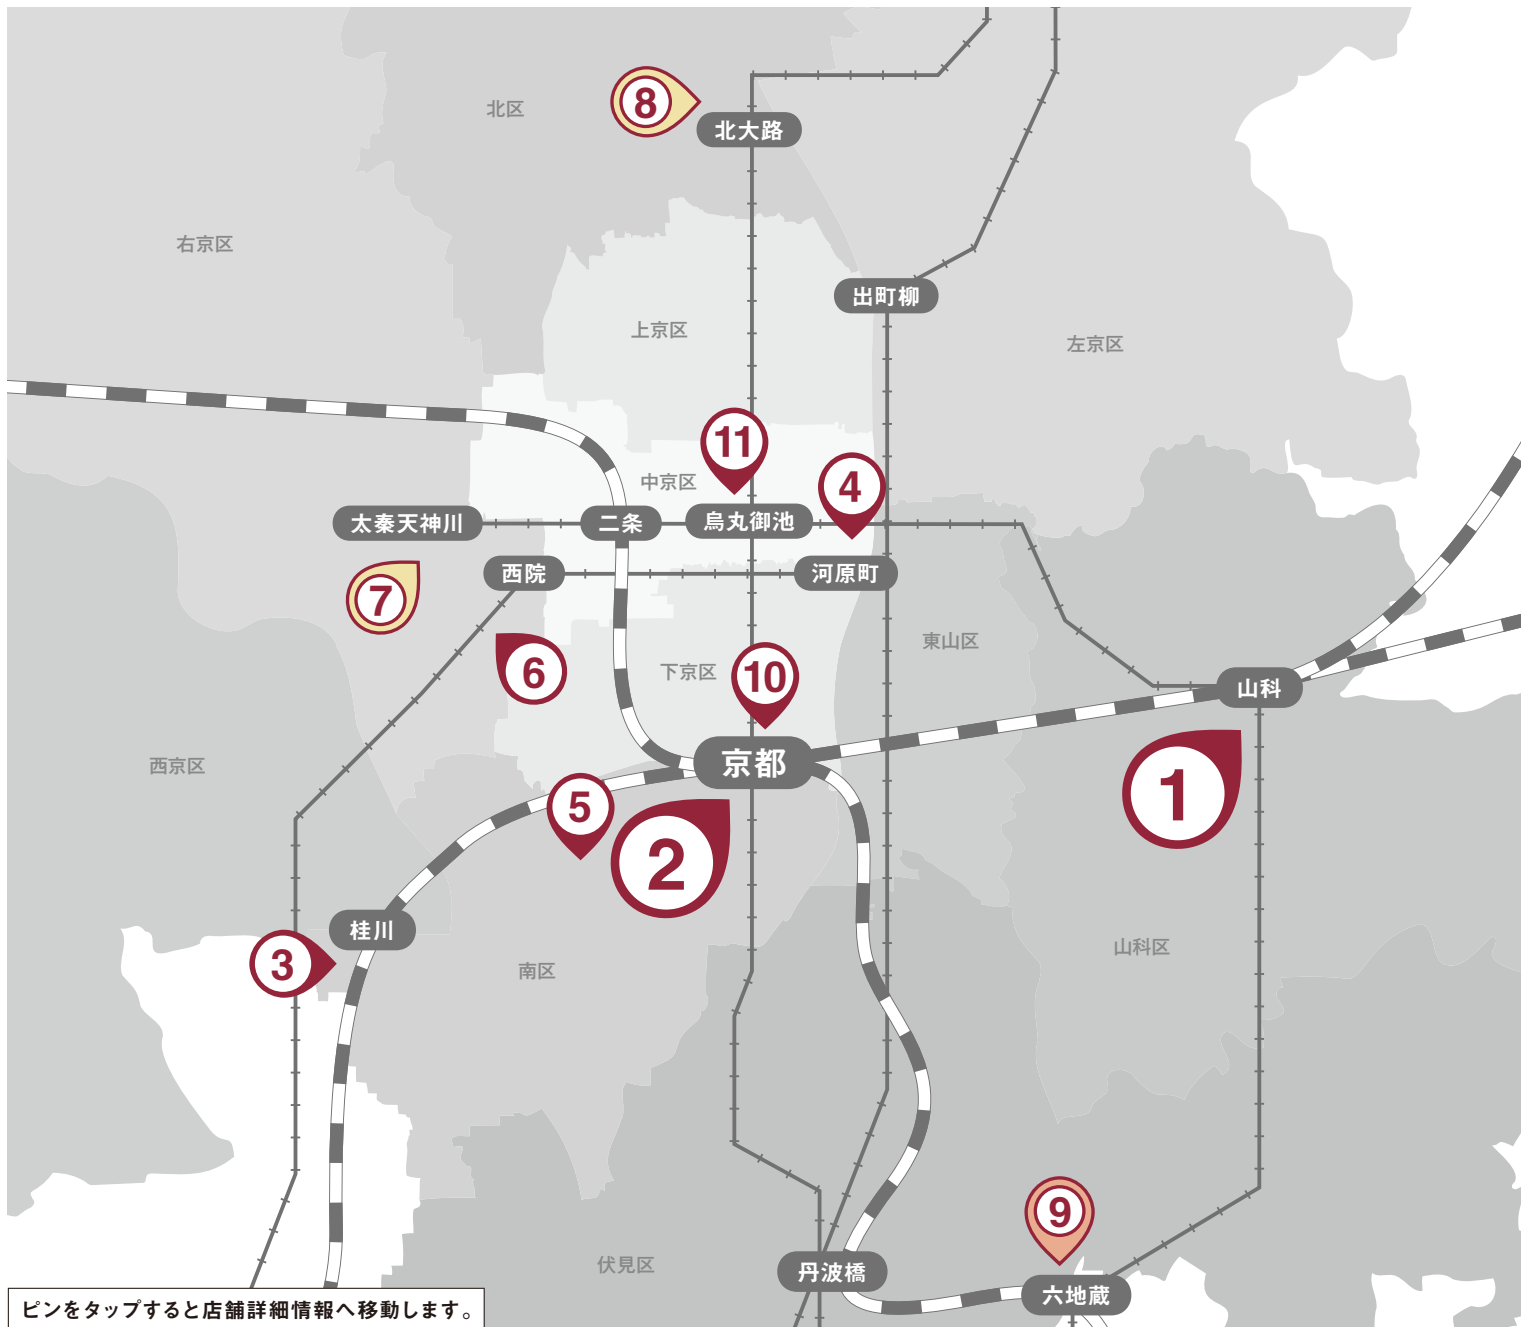 8
北区
北大路
右京区
出町柳
上京区
左京区
11
4
中京区
太秦天神川
二条
烏丸御池
西院
河原町
7
6
下京区
10
東山区
山科
西京区
京都
1
5
2
桂川
3
南区
山科区
9
伏見区
丹波橋
六地蔵
ピンをタップすると店舗詳細情報へ移動します。